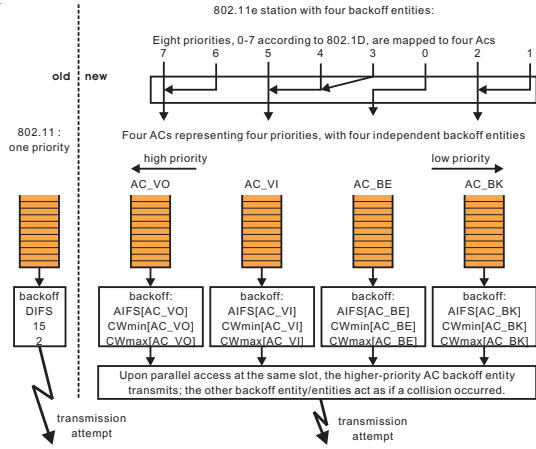 802.11e station with four backoff entities:
Eight priorities, 0-7 according to 802.1D, are mapped to four Acs
7 6 5 4 3 0 2 1
old new
802.11 :
one priority
Four ACs representing four priorities, with four independent backoff entities
high priority low priority
AC_VO AC_VI AC_BE AC_BK
backoff
DIFS
15
2
backoff:
AIFS[AC_VO]
CWmin[AC_VO]
CWmax[AC_VO]
backoff:
AIFS[AC_VI]
CWmin[AC_VI]
CWmax[AC_VI]
backoff:
AIFS[AC_BE]
CWmin[AC_BE]
CWmax[AC_BE]
backoff:
AIFS[AC_BK]
CWmin[AC_BK]
CWmax[AC_BK]
Upon parallel access at the same slot, the higher-priority AC backoff entity
transmits; the other backoff entity/entities act as if a collision occurred.
transmission
attempt
transmission
attempt